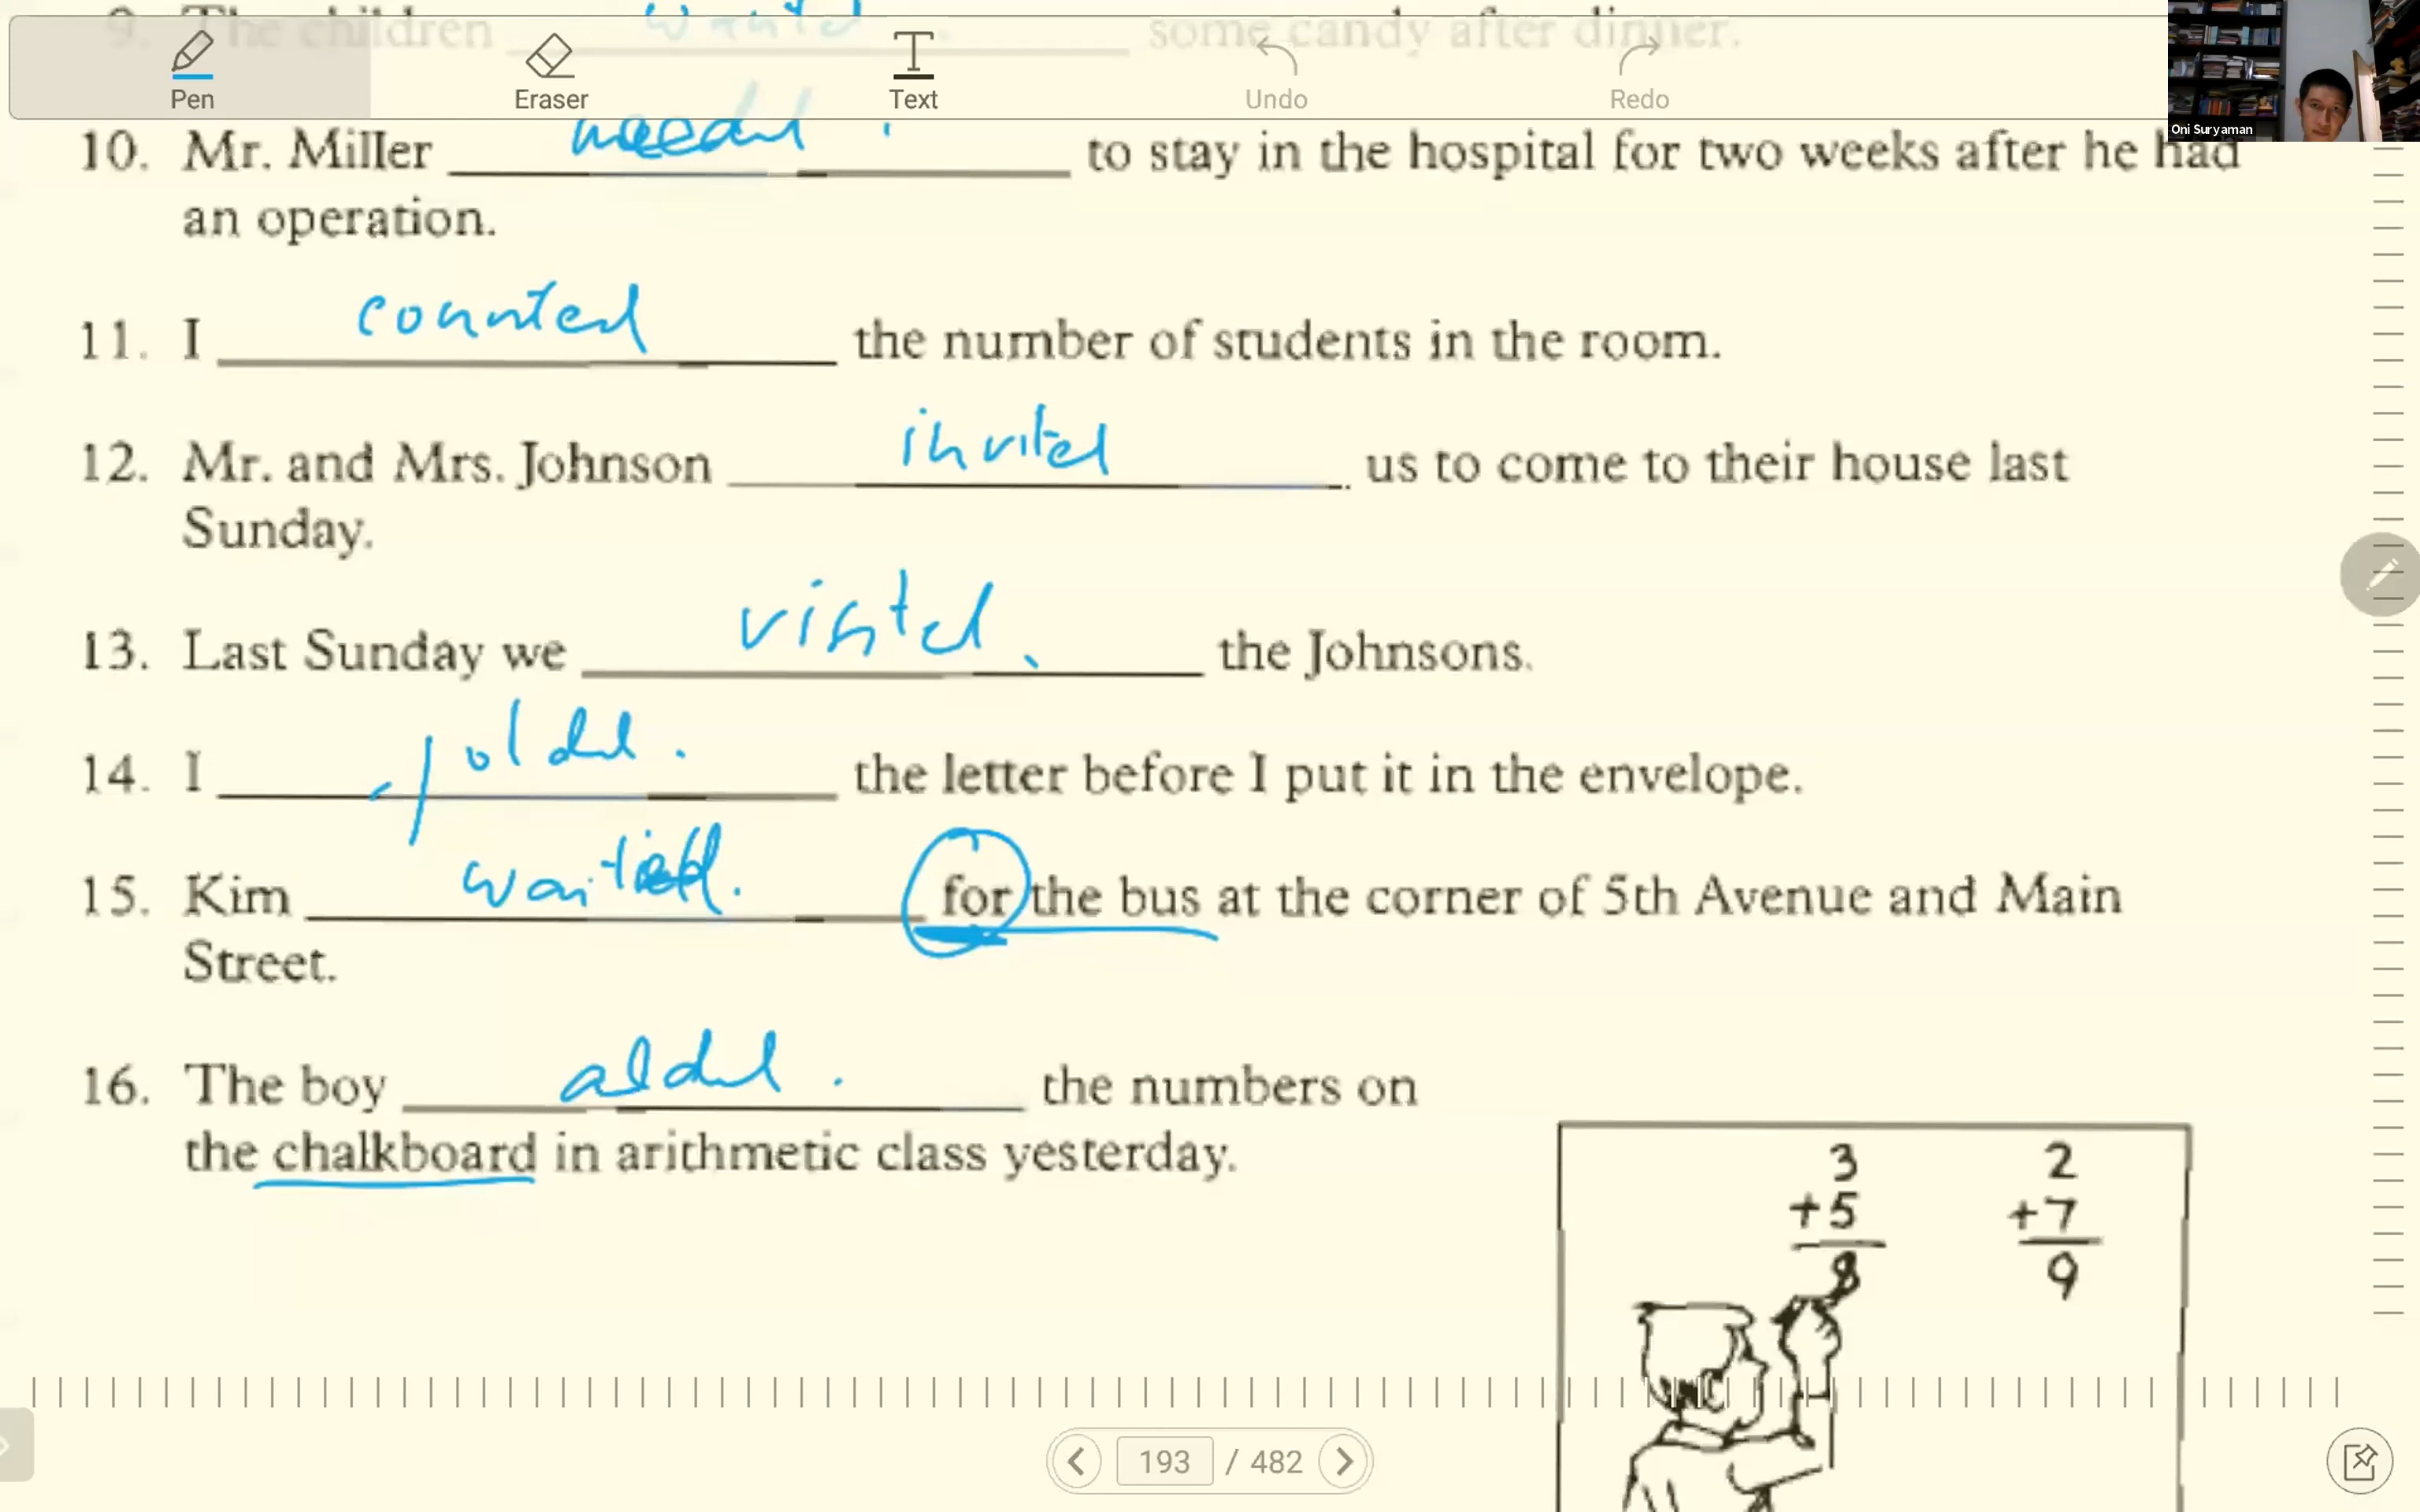 9. The children wanted some candy after dinner.
Pen Eraser Text Undo Redo
Oni Suryaman
10. Mr. Miller needed to stay in the hospital for two weeks after he had
an operation.
11. I counted the number of students in the room.
12. Mr. and Mrs. Johnson invited us to come to their house last
Sunday.
13. Last Sunday we visited the Johnsons.
14. I folded. the letter before I put it in the envelope.
15. Kim waited. for the bus at the corner of 5th Avenue and Main
Street.
16. The boy added. the numbers on
the chalkboard in arithmetic class yesterday.
3 2
+5 +7
8 9
193 / 482